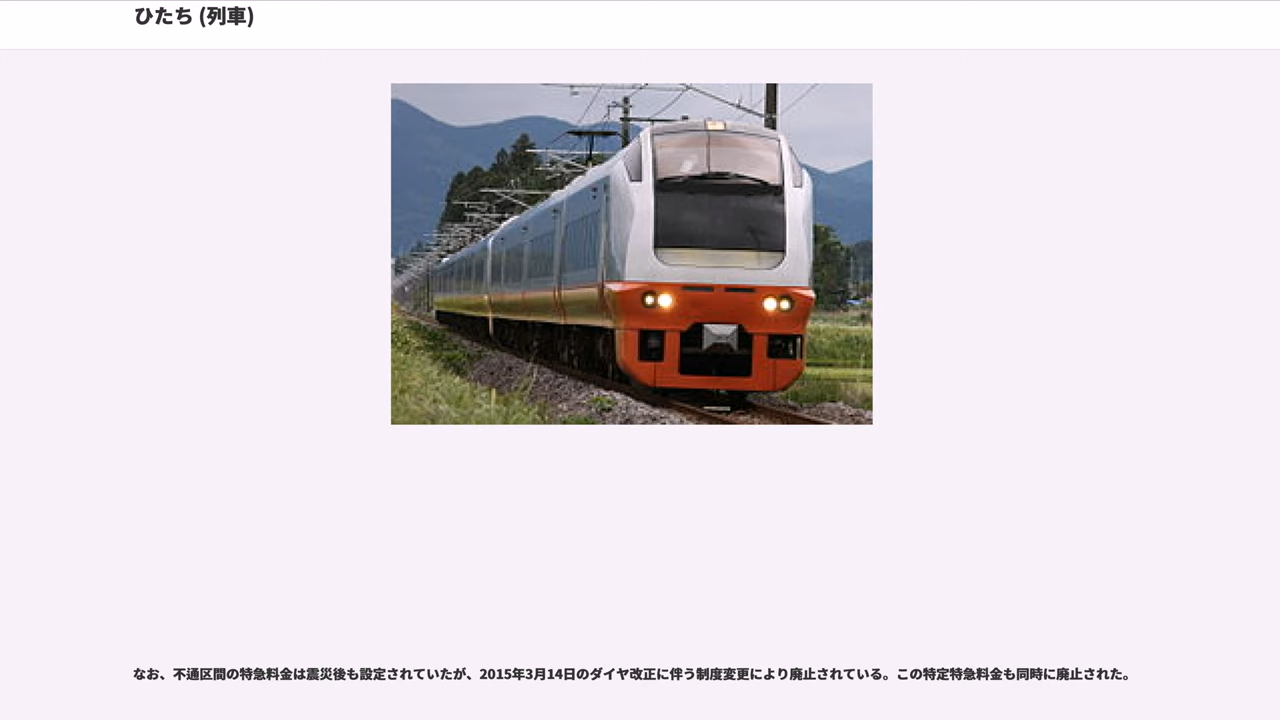 ひたち (列車)
なお、不通区間の特急料金は震災後も設定されていたが、2015年3月14日のダイヤ改正に伴う制度変更により廃止されている。この特定特急料金も同時に廃止された。